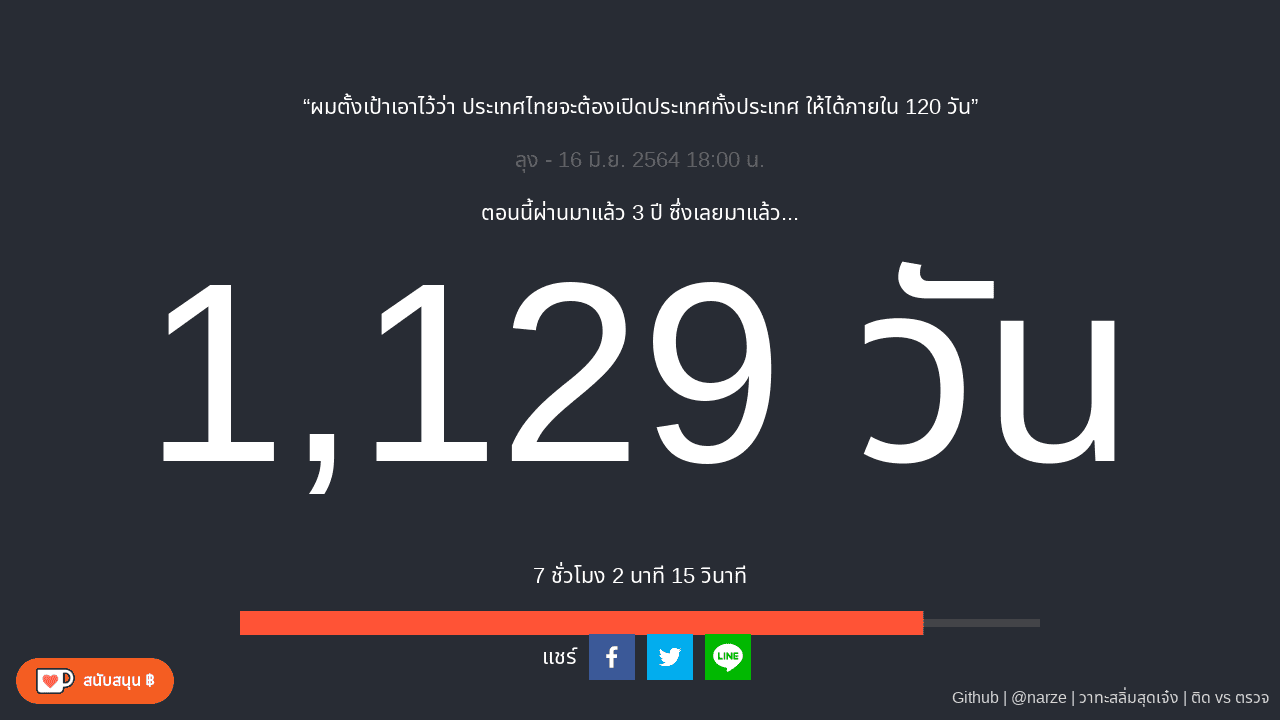 “ผมตั้งเป้าเอาไว้ว่า ประเทศไทยจะต้องเปิดประเทศทั้งประเทศ ให้ได้ภายใน 120 วัน”
ลุง - 16 มิ.ย. 2564 18:00 น.
ตอนนี้ผ่านมาแล้ว 3 ปี ซึ่งเลยมาแล้ว...
1,129 วัน
7 ชั่วโมง 2 นาที 15 วินาที
แชร์
LINE
สนับสนุน ฿
Github | @narze | วาทะสลิ่มสุดเจ๋ง | ติด vs ตรวจ